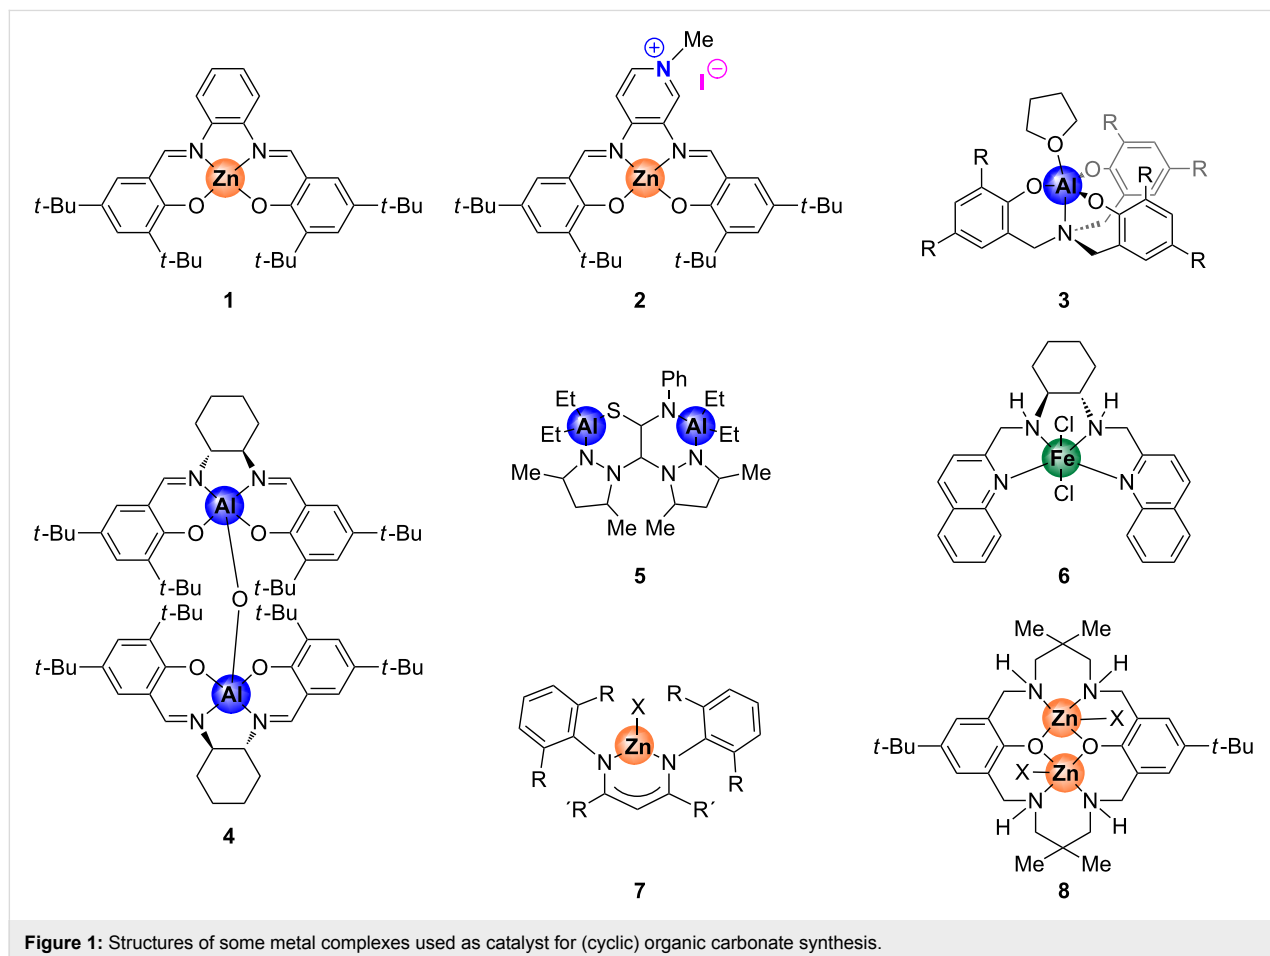 Me
N
I
N N
Zn
O O
t-Bu t-Bu
t-Bu t-Bu
1
N N
Zn
O O
t-Bu t-Bu
t-Bu t-Bu
2
R
O
O
R
R R
O Al O
N
R R
3
N N
Al
O O
t-Bu t-Bu
t-Bu t-Bu
O
t-Bu t-Bu
t-Bu t-Bu
O O
Al
N N
4
Ph
Et S N Et
Al Al
Et Et
N N
Me N N Me
Me Me
5
H H
N N
Cl
Fe
N N
Cl
6
R X R
Zn
N N
R R
´R R´
7
Me Me
H H
N N
Zn X
t-Bu O O t-Bu
X Zn
N N
H H
Me Me
8
Figure 1: Structures of some metal complexes used as catalyst for (cyclic) organic carbonate synthesis.